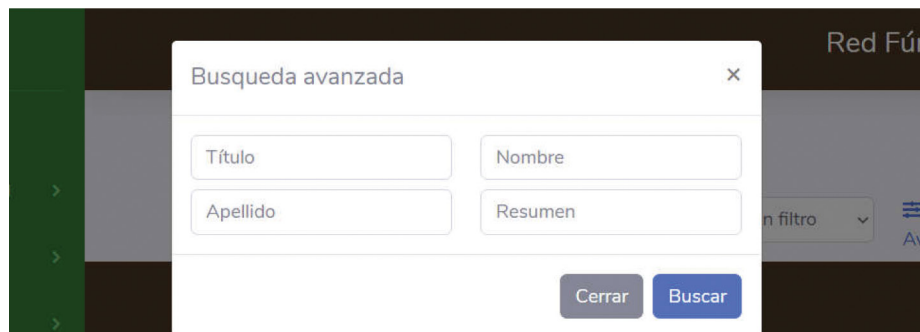 Red Fú
Busqueda avanzada ×
Título Nombre
Apellido Resumen
n filtro
Av
Cerrar Buscar